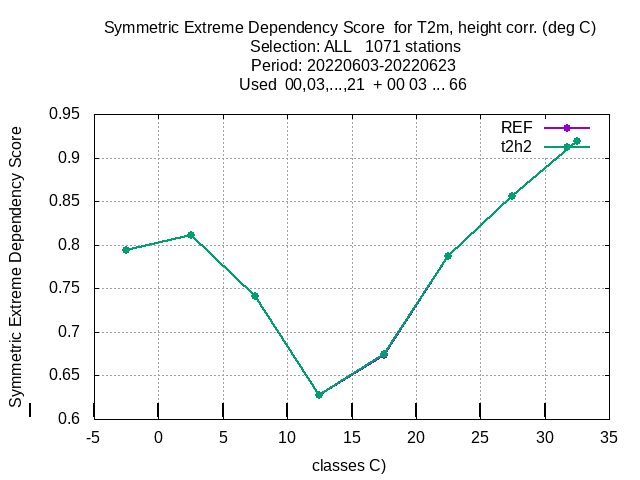 Symmetric Extreme Dependency Score  for T2m, height corr. (deg C)
Selection: ALL   1071 stations
Period: 20220603-20220623
Used  00,03,...,21  + 00 03 ... 66
Symmetric Extreme Dependency Score
0.95
0.9
0.85
0.8
0.75
0.7
0.65
0.6
REF
t2h2
-5 0 5 10 15 20 25 30 35
classes C)